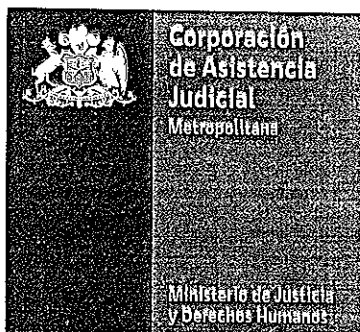 Corporación
de Asistencia
Judicial
Metropolitana
Ministerio de Justicia
y Derechos Humanos